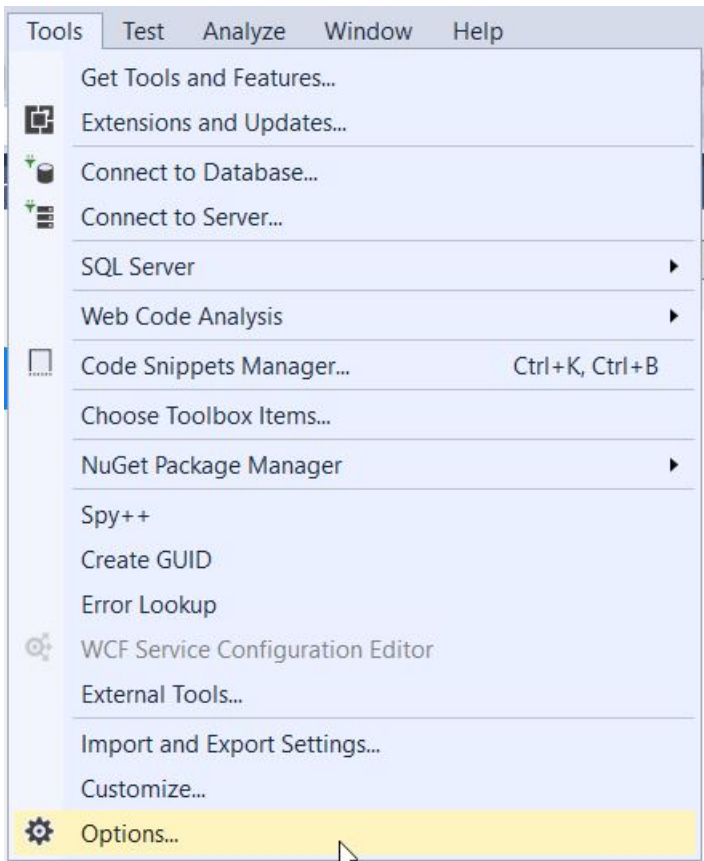 Tools Test Analyze Window Help
Get Tools and Features...
Extensions and Updates...
Connect to Database...
Connect to Server...
SQL Server
Web Code Analysis
Code Snippets Manager... Ctrl+K, Ctrl+B
Choose Toolbox Items...
NuGet Package Manager
Spy++
Create GUID
Error Lookup
WCF Service Configuration Editor
External Tools...
Import and Export Settings...
Customize...
Options...